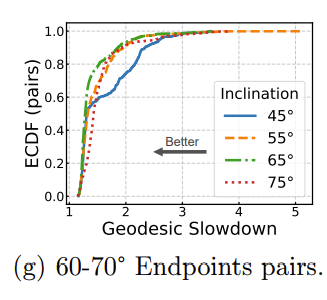 1.0
0.8
0.6
0.4
0.2
0.0
ECDF (pairs)
Inclination
45°
55°
65°
75°
Better
1 2 3 4 5
Geodesic Slowdown
(g) 60-70° Endpoints pairs.